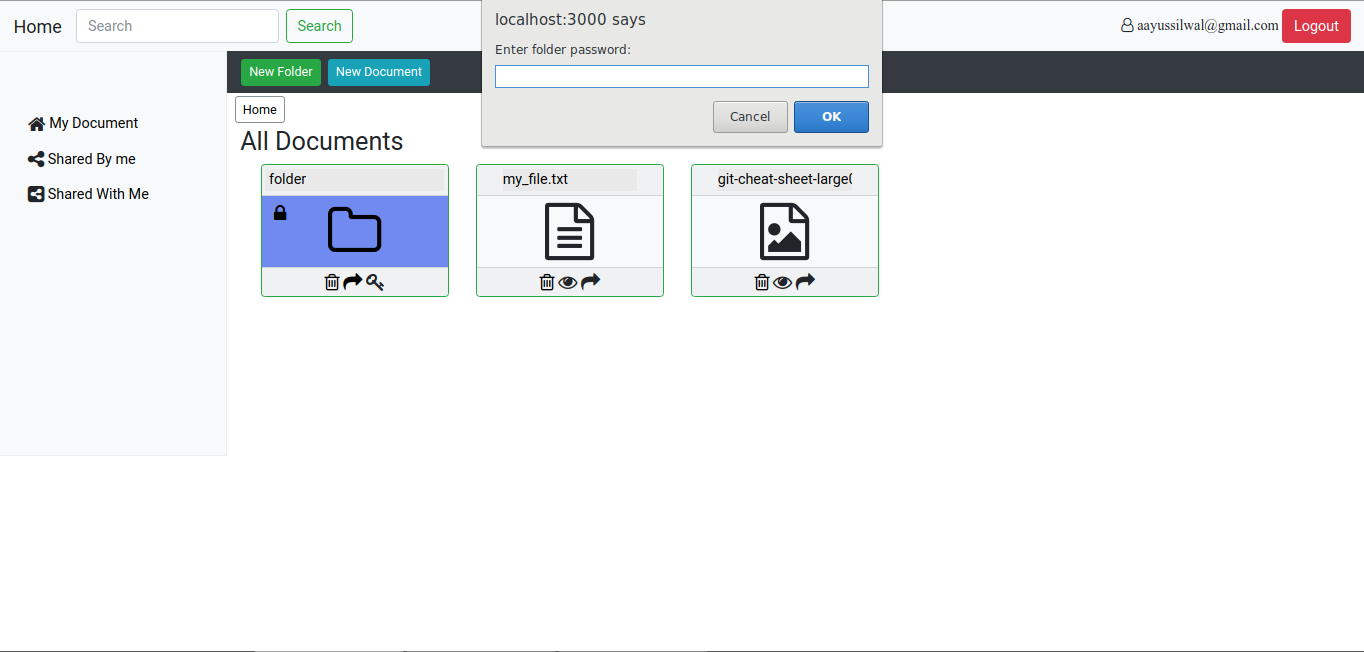 Home Search Search
localhost:3000 says
Enter folder password:
Cancel OK
aayussilwal@gmail.com Logout
New Folder New Document
Home
All Documents
My Document
Shared By me
Shared With Me
folder
my_file.txt
git-cheat-sheet-large(